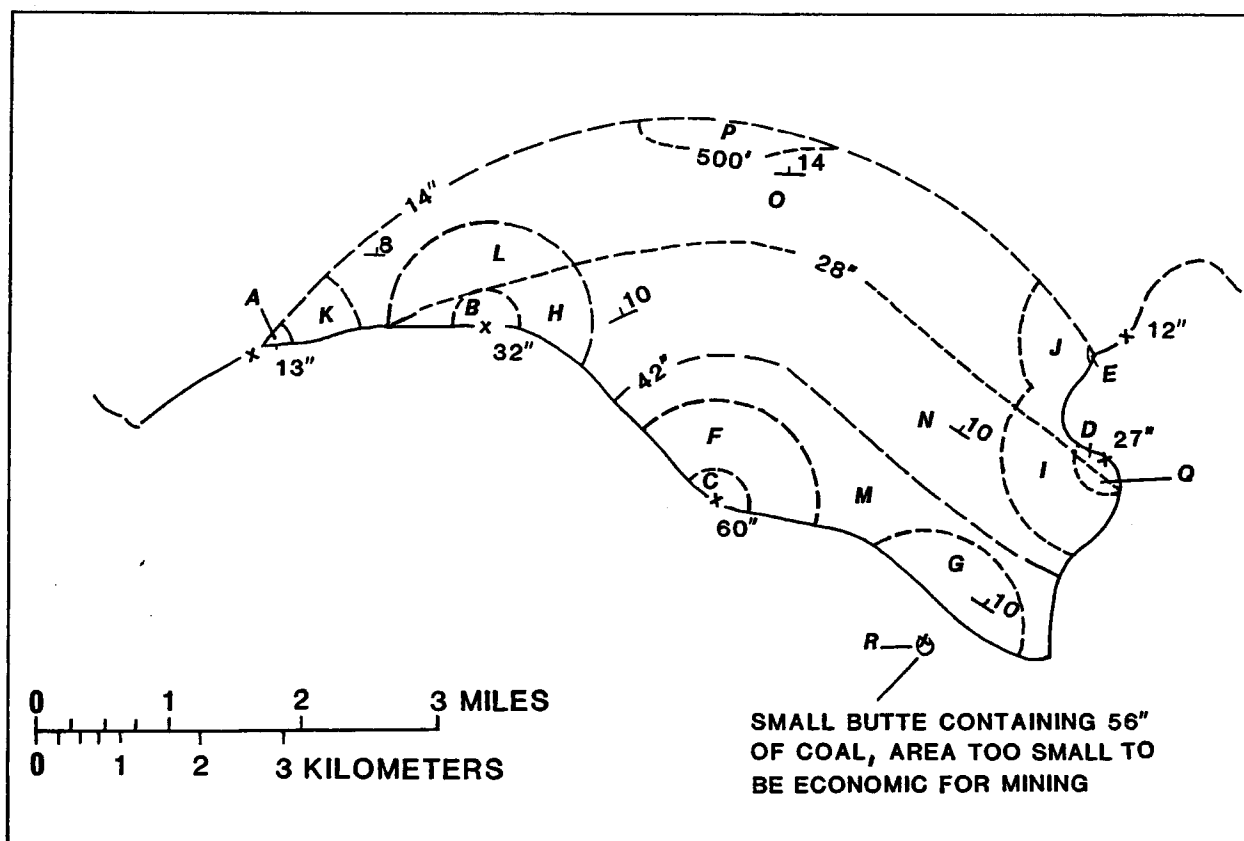 P
500'
14
14"
O
8
L
28"
A
K
B
H
10
12"
32"
13"
J
E
42"
N
10
D
27"
F
I
Q
C
M
60"
G
10
R
0 1 2 3 MILES
0 1 2 3 KILOMETERS
SMALL BUTTE CONTAINING 56"
OF COAL, AREA TOO SMALL TO
BE ECONOMIC FOR MINING